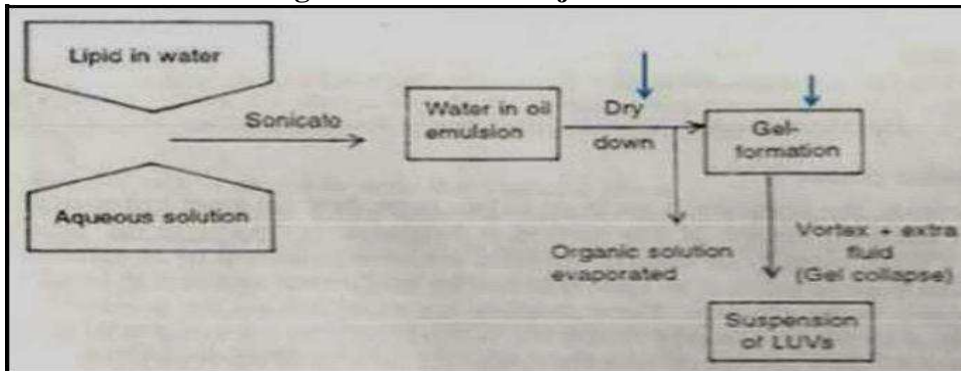 Lipid in water
Sonicato
Aqueous solution
Water in oil
emulsion
Dry
down
Gel-
formation
Organic solution
evaporated
Vortex + extra
fluid
(Gel collapse)
Suspension
of LUVs